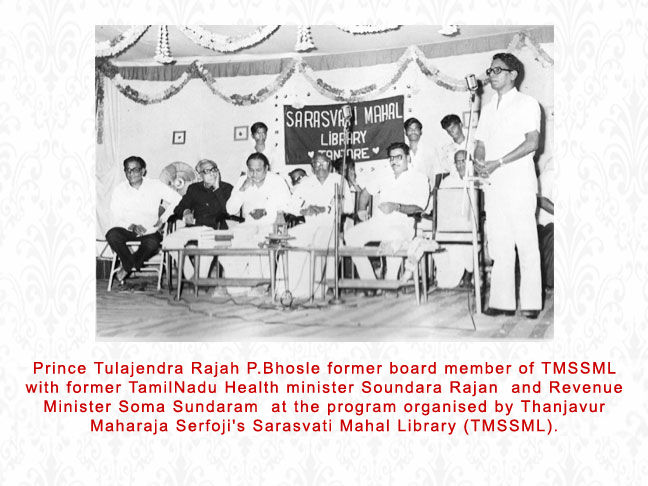 SARASVATI MAHAL
LIBRARY
TANJORE
Prince Tulajendra Rajah P.Bhosle former board member of TMSSML
with former TamilNadu Health minister Soundara Rajan and Revenue
Minister Soma Sundaram at the program organised by Thanjavur
Maharaja Serfoji's Sarasvati Mahal Library (TMSSML).